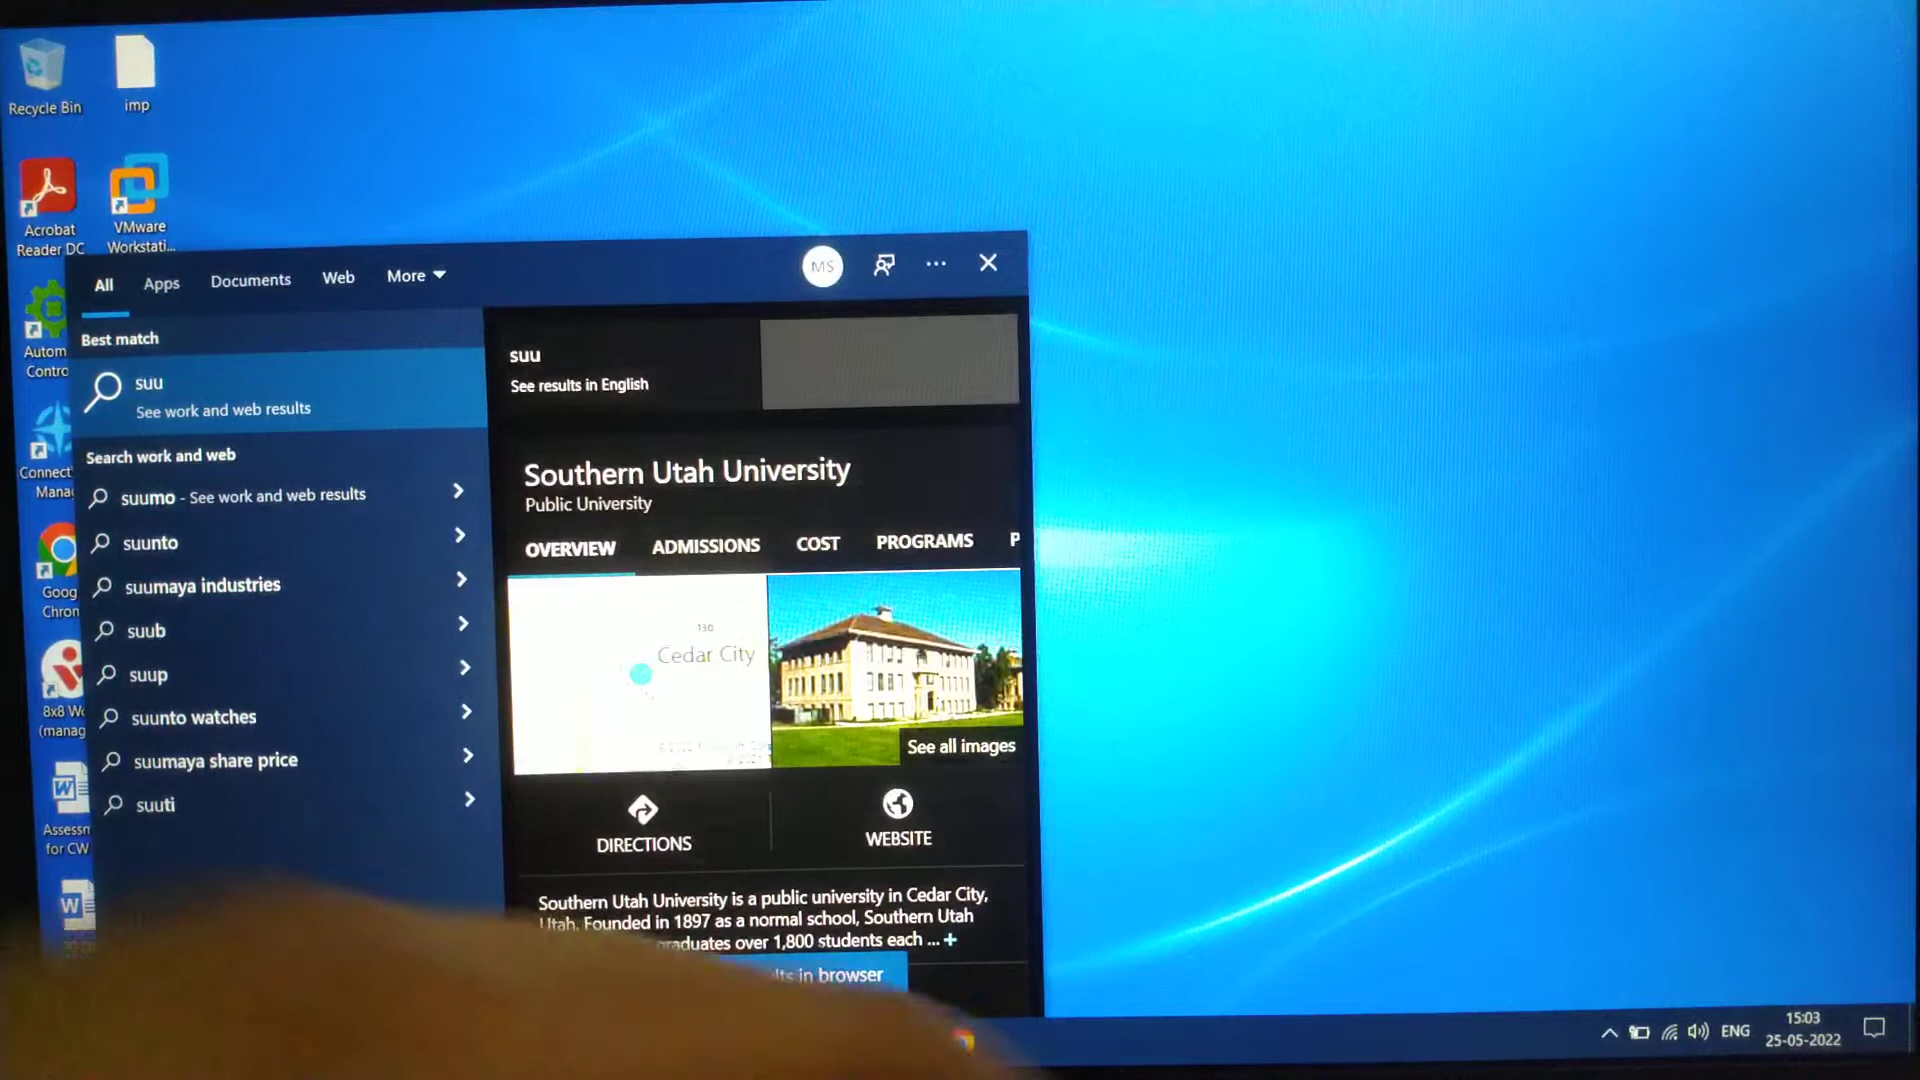 Recycle Bin
imp
Acrobat
Reader DC
VMware
Workstati...
Autom
Contro
Connect
Mana
Goog
Chron
8x8 Wo
(manag
Assessn
for CW
All
Apps
Documents
Web
More
MS
Best match
suu
See work and web results
Search work and web
suumo - See work and web results
suunto
suumaya industries
suub
suup
suunto watches
suumaya share price
suuti
suu
See results in English
Southern Utah University
Public University
OVERVIEW
ADMISSIONS
COST
PROGRAMS
P
130
Cedar City
See all images
DIRECTIONS
WEBSITE
Southern Utah University is a public university in Cedar City,
Utah. Founded in 1897 as a normal school, Southern Utah
graduates over 1,800 students each ...
in browser
ENG
15:03
25-05-2022